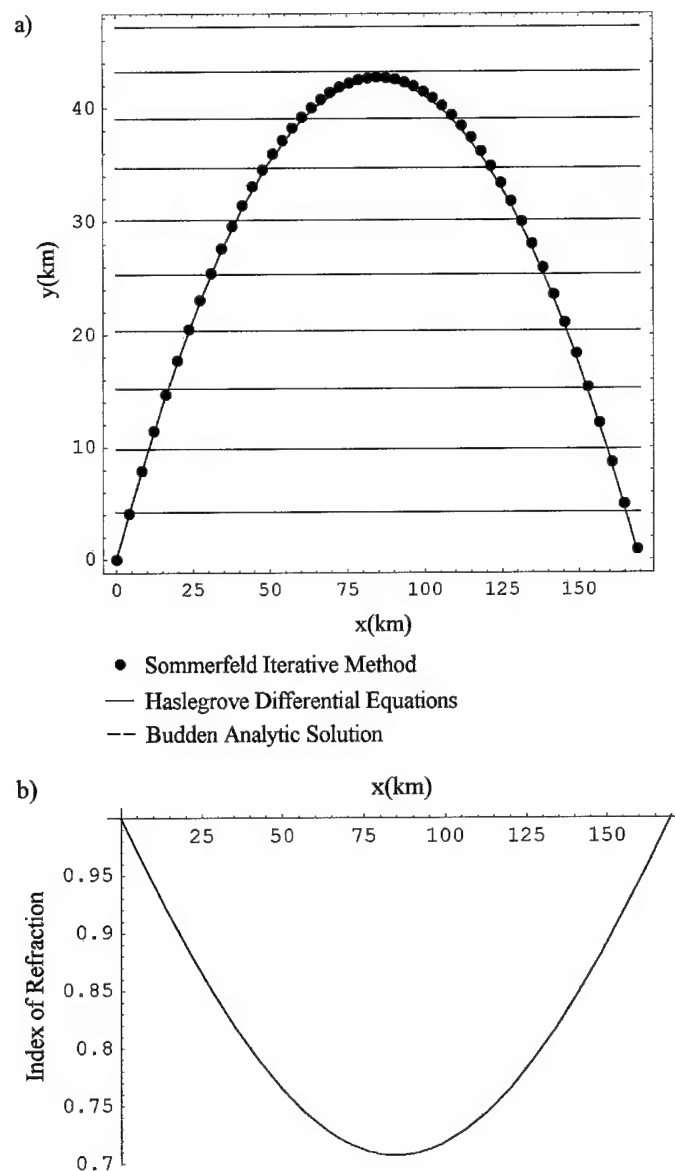 a)
40
30
20
10
0
y(km)
0 25 50 75 100 125 150
x(km)
● Sommerfeld Iterative Method
— Haslegrove Differential Equations
-- Budden Analytic Solution
b)
x(km)
25 50 75 100 125 150
0.95
0.9
0.85
0.8
0.75
0.7
Index of Refraction